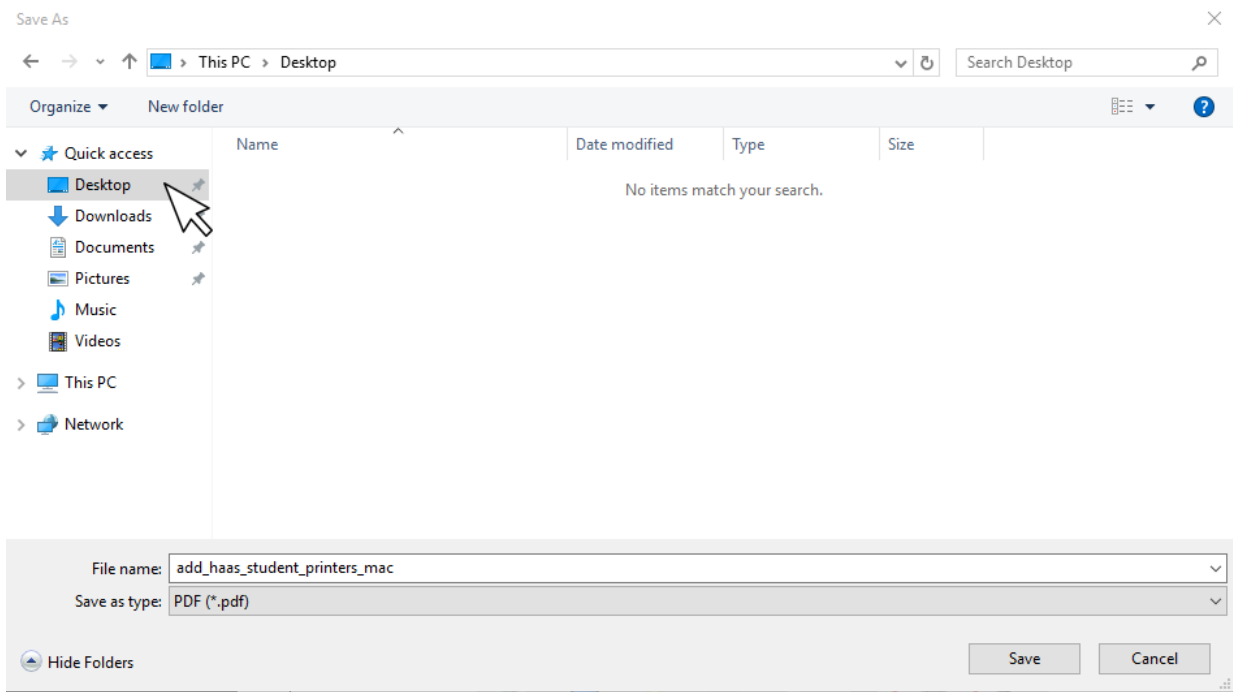 Save As
This PC > Desktop
Search Desktop
Organize New folder
?
Name Date modified Type Size
No items match your search.
Quick access
Desktop
Downloads
Documents
Pictures
Music
Videos
This PC
Network
File name: add_haas_student_printers_mac
Save as type: PDF (*.pdf)
Hide Folders
Save Cancel